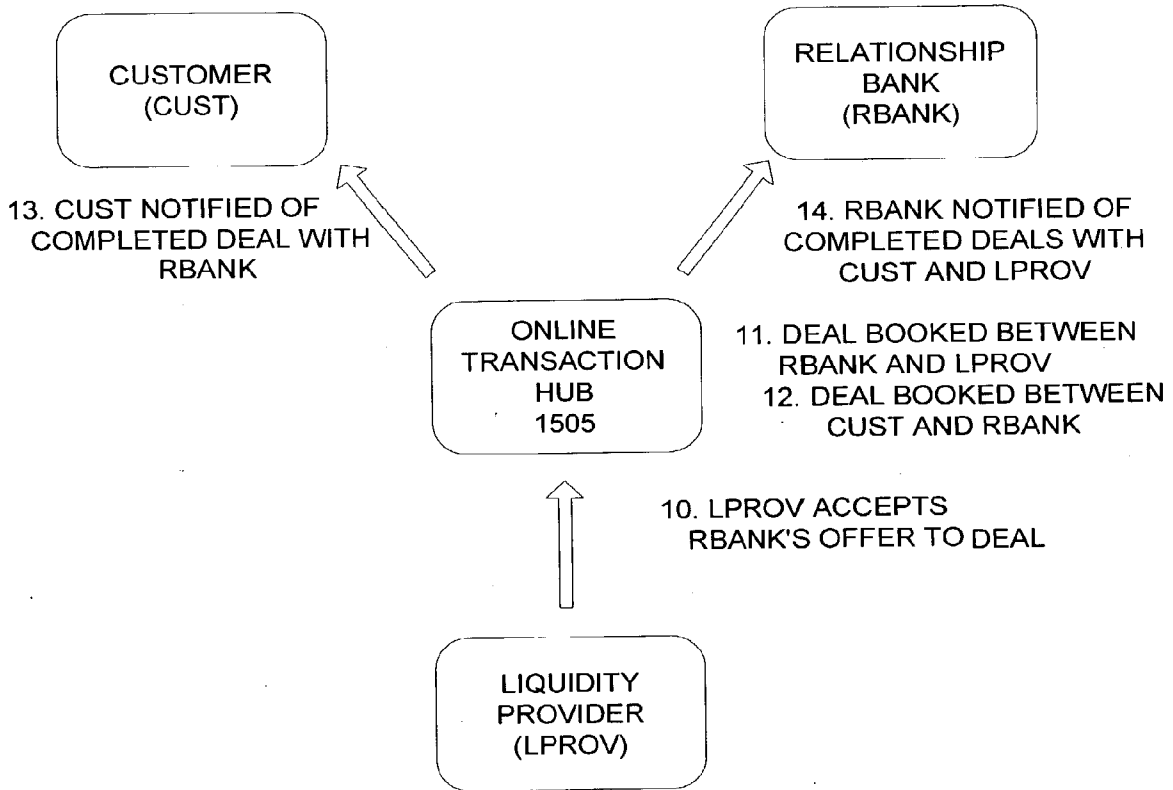 CUSTOMER
(CUST)
RELATIONSHIP
BANK
(RBANK)
13. CUST NOTIFIED OF
COMPLETED DEAL WITH
RBANK
14. RBANK NOTIFIED OF
COMPLETED DEALS WITH
CUST AND LPROV
ONLINE
TRANSACTION
HUB
1505
11. DEAL BOOKED BETWEEN
RBANK AND LPROV
12. DEAL BOOKED BETWEEN
CUST AND RBANK
10. LPROV ACCEPTS
RBANK'S OFFER TO DEAL
LIQUIDITY
PROVIDER
(LPROV)